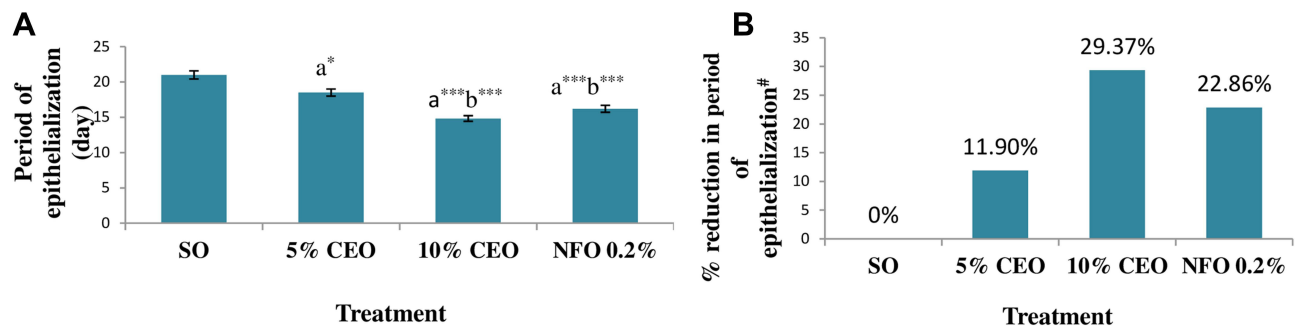 A
Period of
epithelialization
(day)
25
20
15
10
5
0
a*
a***b***
a***b***
SO
5% CEO
10% CEO
NFO 0.2%
Treatment
B
% reduction in period
of
epithelialization#
35
30
25
20
15
10
5
0
0%
11.90%
29.37%
22.86%
SO
5% CEO
10% CEO
NFO 0.2%
Treatment